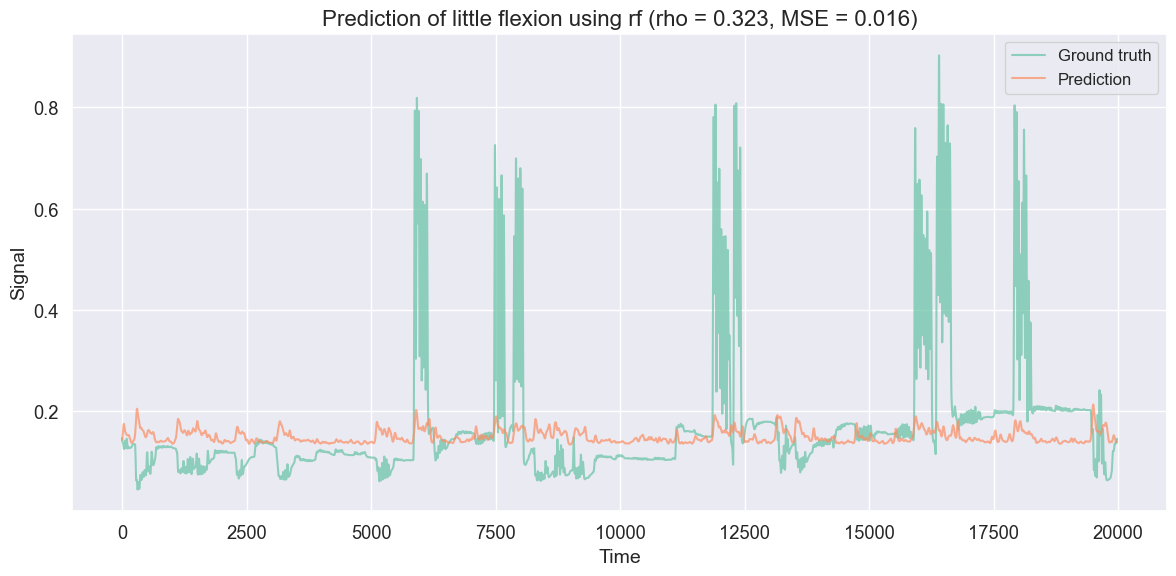 Prediction of little flexion using rf (rho = 0.323, MSE = 0.016)
Ground truth
Prediction
Signal
0.8
0.6
0.4
0.2
0 2500 5000 7500 10000 12500 15000 17500 20000
Time